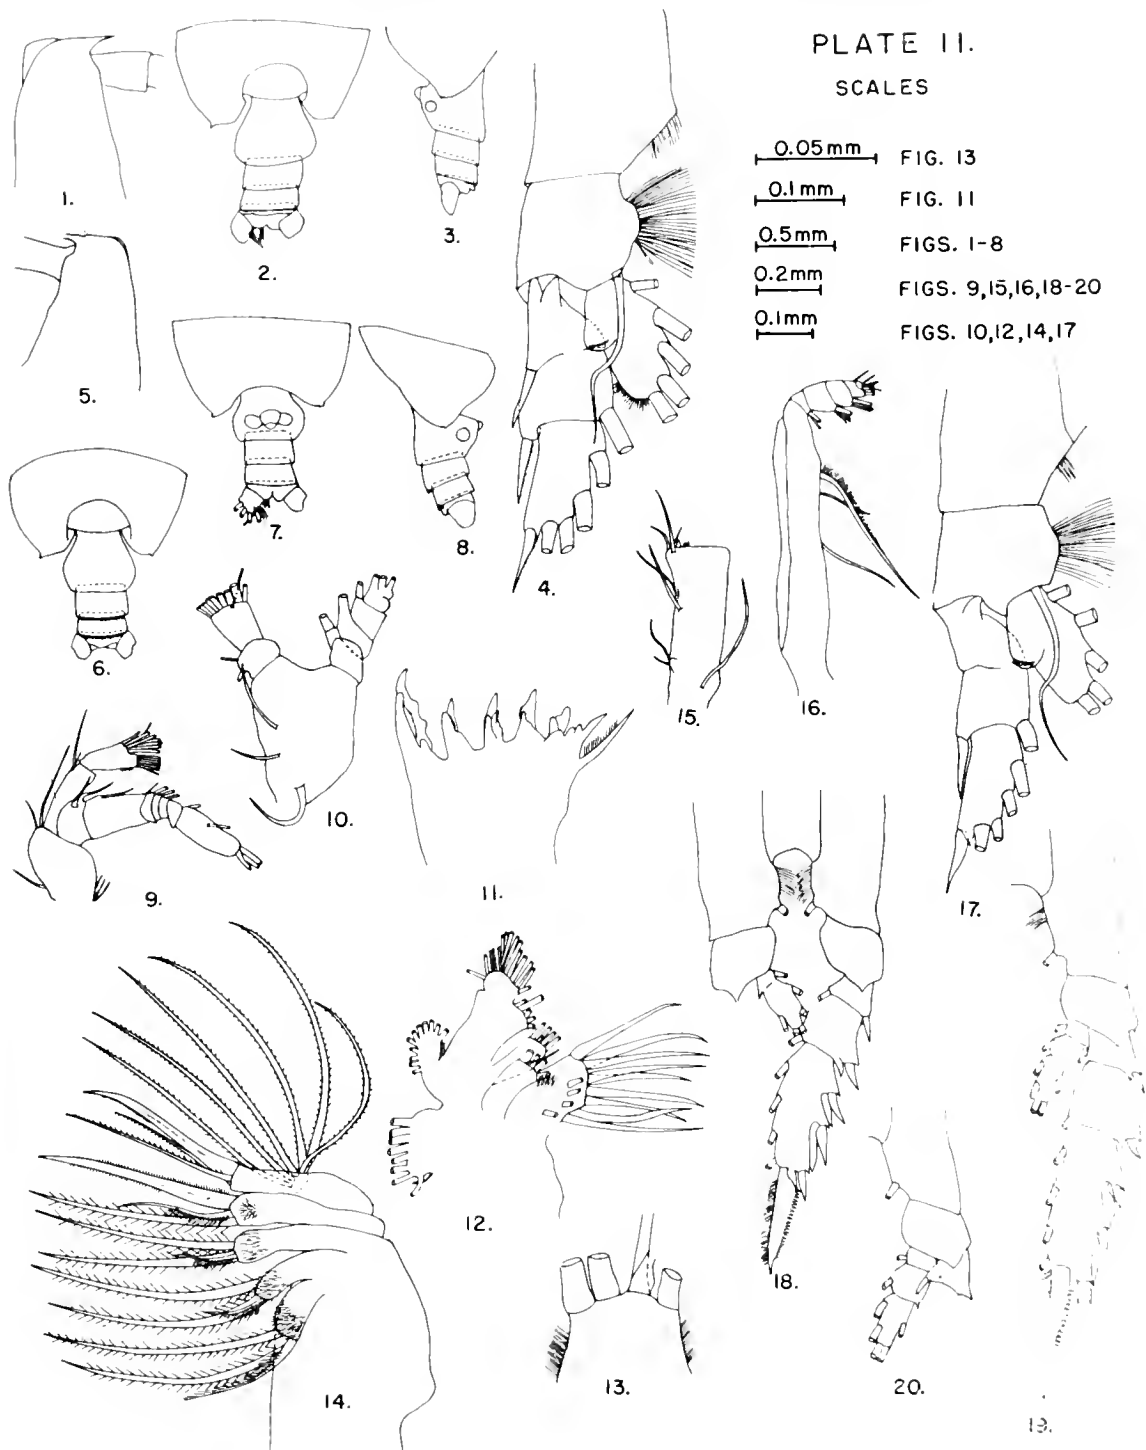 PLATE 11.
SCALES
0.05mm FIG. 13
0.1mm FIG. 11
0.5mm FIGS. 1-8
0.2mm FIGS. 9,15,16,18-20
0.1mm FIGS. 10,12,14,17
1.
2.
3.
4.
5.
6.
7.
8.
9.
10.
11.
12.
13.
14.
15.
16.
17.
18.
20.
19.